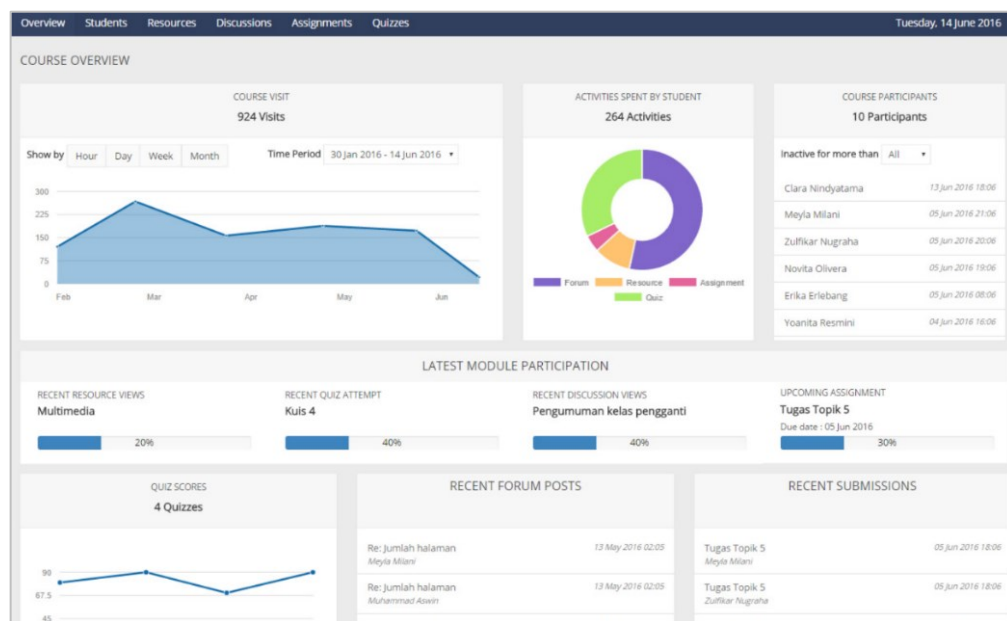 Overview Students Resources Discussions Assignments Quizzes Tuesday, 14 June 2016
COURSE OVERVIEW
COURSE VISIT
924 Visits
Show by Hour Day Week Month Time Period 30 Jan 2016 - 14 Jun 2016
300
225
150
75
0
Feb Mar Apr May Jun
ACTIVITIES SPENT BY STUDENT
264 Activities
Forum Resource Assignment
Quiz
COURSE PARTICIPANTS
10 Participants
Inactive for more than All
Clara Nindyatama 13 Jun 2016 18:06
Meyla Milani 05 Jun 2016 21:06
Zulfikar Nugraha 05 Jun 2016 20:06
Novita Olivera 05 Jun 2016 19:06
Erika Erlebang 05 Jun 2016 08:06
Yoanita Resmini 04 Jun 2016 16:06
LATEST MODULE PARTICIPATION
RECENT RESOURCE VIEWS
Multimedia
20%
RECENT QUIZ ATTEMPT
Kuis 4
40%
RECENT DISCUSSION VIEWS
Pengumuman kelas pengganti
40%
UPCOMING ASSIGNMENT
Tugas Topik 5
Due date : 05 Jun 2016
30%
QUIZ SCORES
4 Quizzes
90
67.5
45
RECENT FORUM POSTS
Re: Jumlah halaman 13 May 2016 02:05
Meyla Milani
Re: Jumlah halaman 13 May 2016 02:05
Muhammad Aswin
RECENT SUBMISSIONS
Tugas Topik 5 05 Jun 2016 18:06
Meyla Milani
Tugas Topik 5 05 Jun 2016 18:06
Zulfikar Nugraha